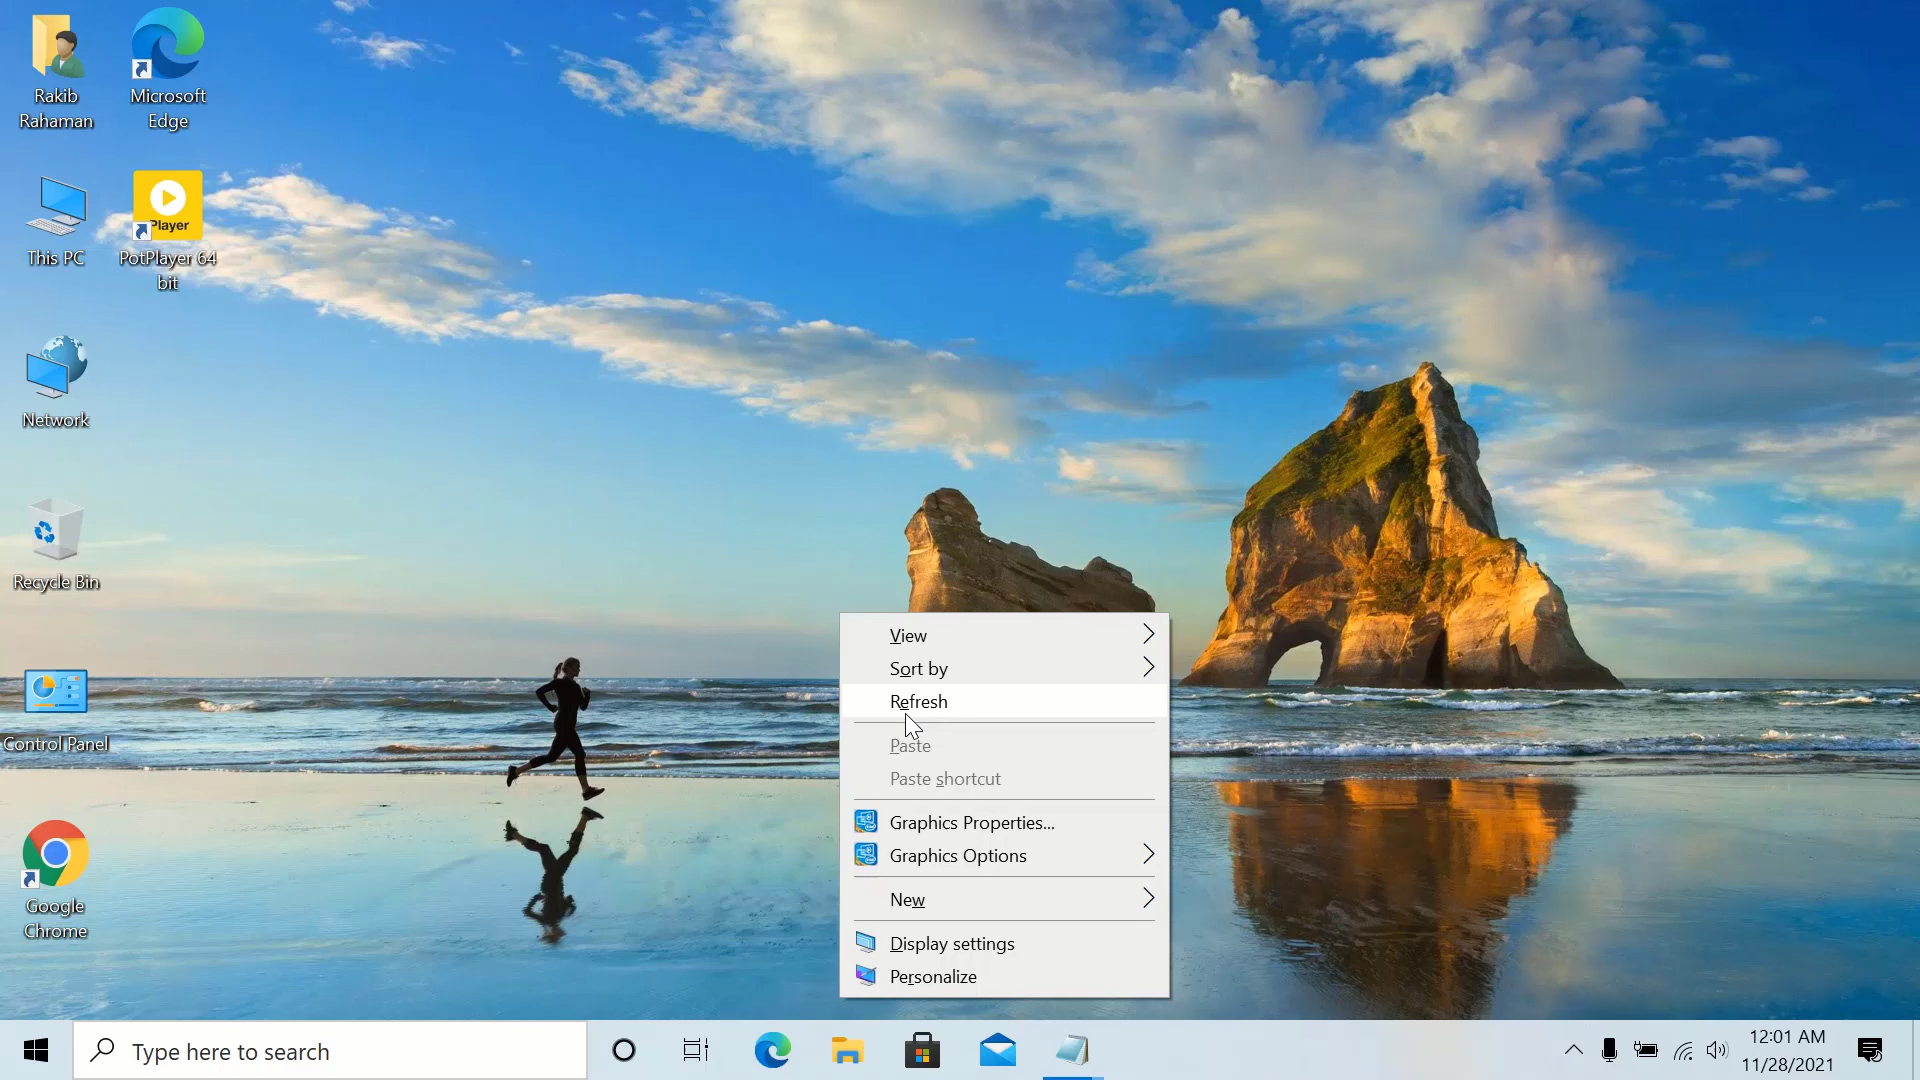 Rakib
Rahaman
Microsoft
Edge
This PC
Player
PotPlayer 64
bit
Network
Recycle Bin
Control Panel
Google
Chrome
View
Sort by
Refresh
Paste
Paste shortcut
Graphics Properties...
Graphics Options
New
Display settings
Personalize
Type here to search
12:01 AM
11/28/2021